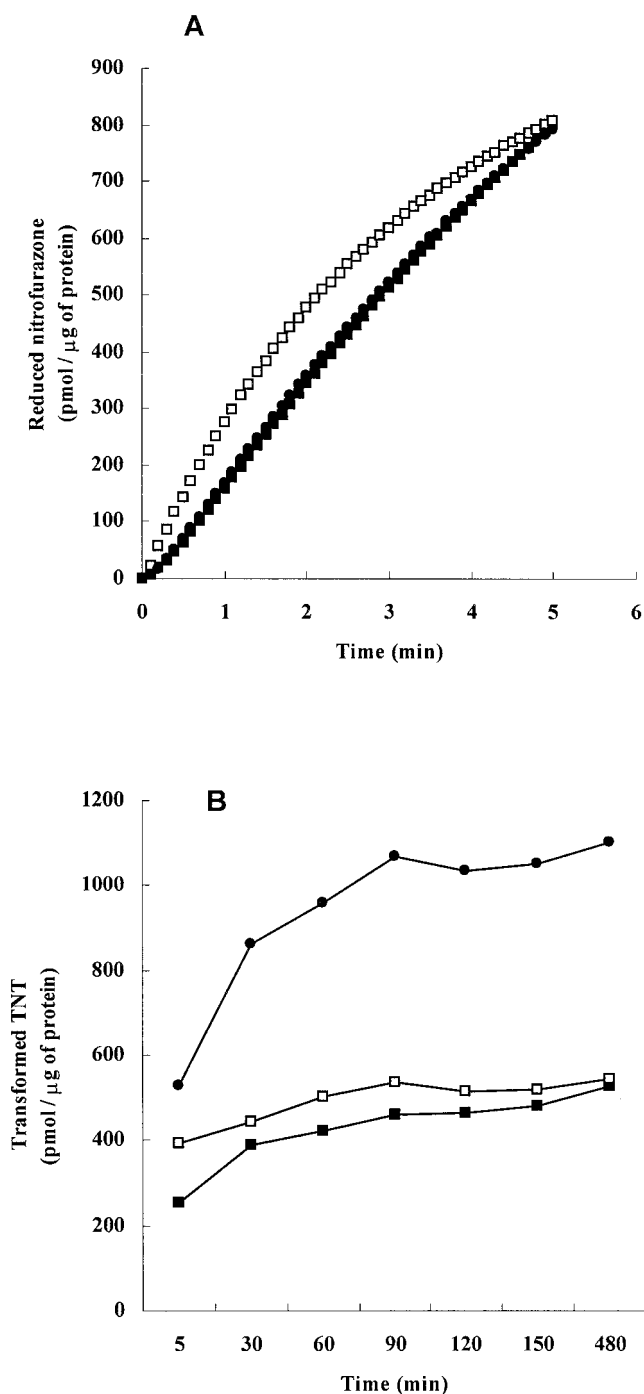 A
900
800
700
600
500
400
300
200
100
0
Reduced nitrofurazone
(pmol / μg of protein)
0 1 2 3 4 5 6
Time (min)
B
1200
1000
800
600
400
200
0
Transformed TNT
(pmol / μg of protein)
5 30 60 90 120 150 480
Time (min)